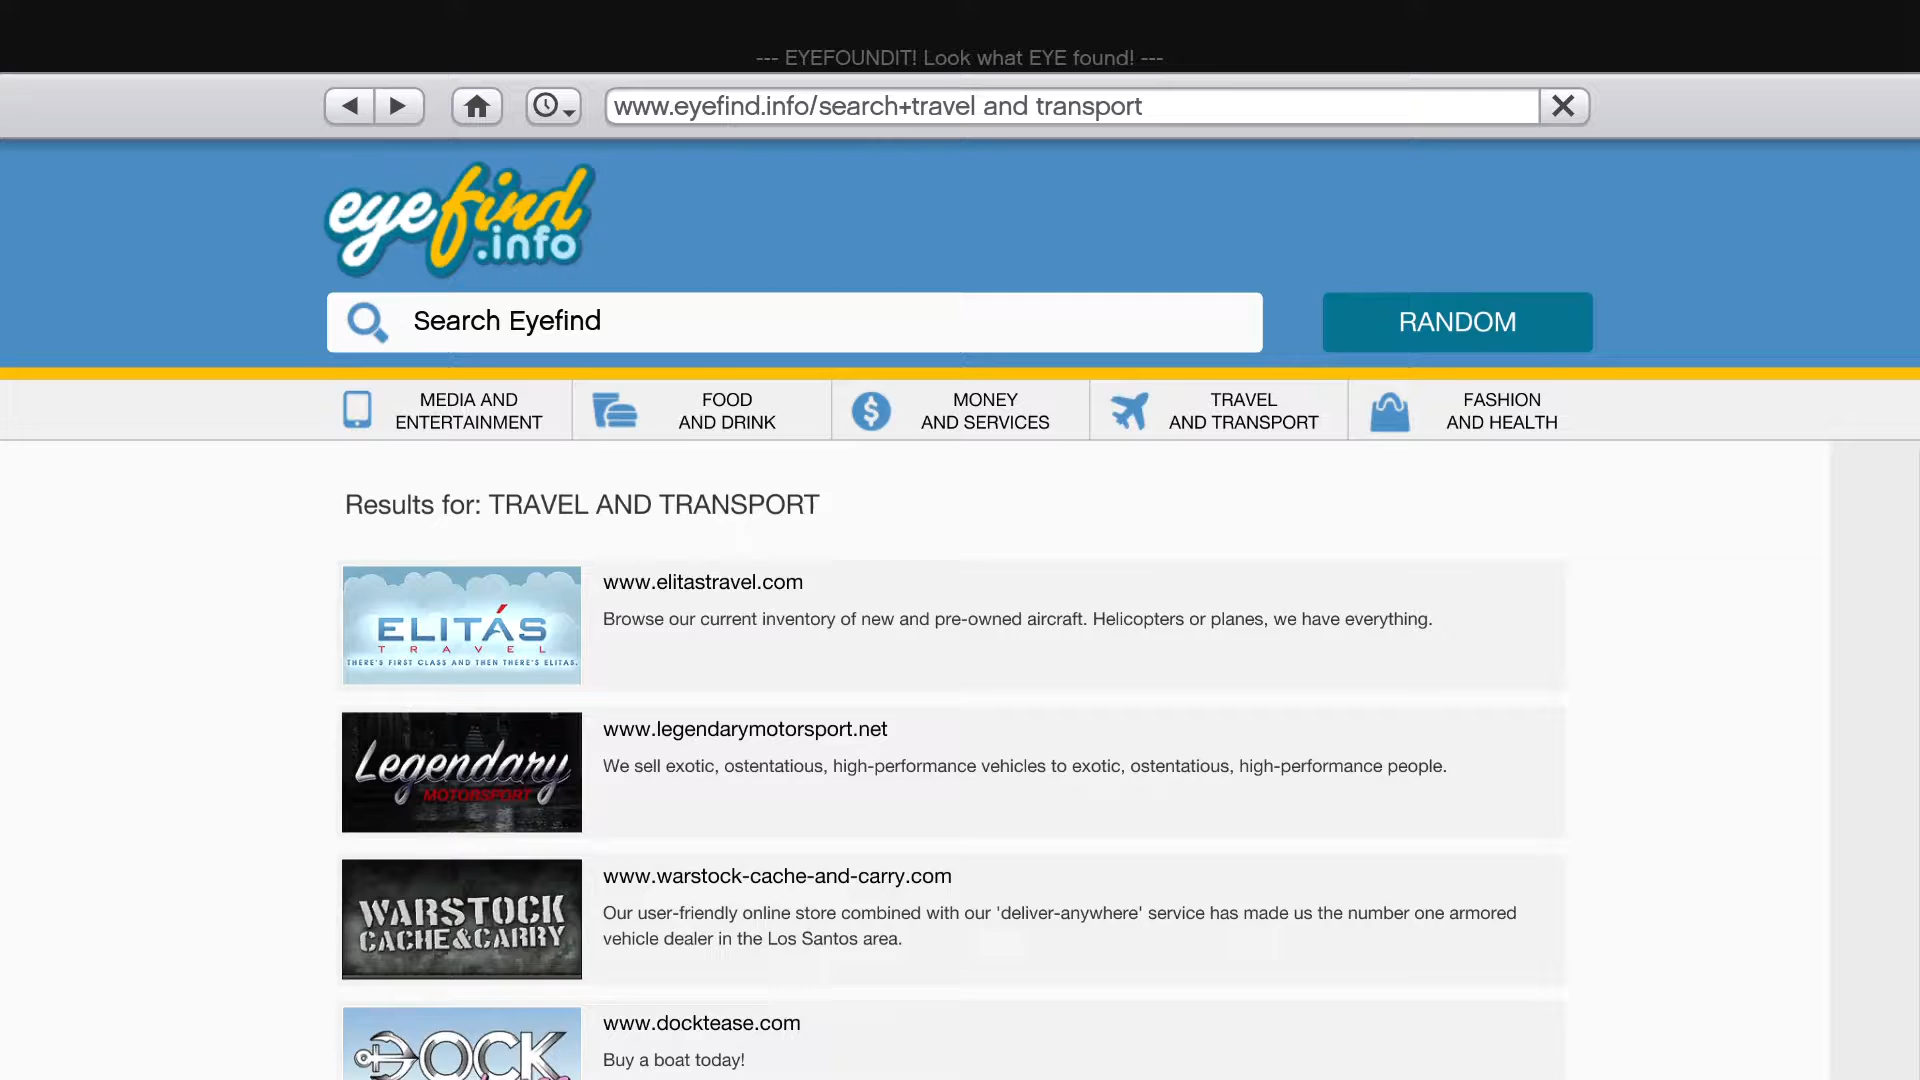 --- EYEFOUNDIT! Look what EYE found! ---
www.eyefind.info/search+travel and transport
eyefind
.info
Search Eyefind
RANDOM
MEDIA AND
ENTERTAINMENT
FOOD
AND DRINK
MONEY
AND SERVICES
TRAVEL
AND TRANSPORT
FASHION
AND HEALTH
Results for: TRAVEL AND TRANSPORT
ELITÁS
TRAVEL
THERE'S FIRST CLASS AND THEN THERE'S ELITAS.
www.elitastravel.com
Browse our current inventory of new and pre-owned aircraft. Helicopters or planes, we have everything.
Legendary
MOTORSPORT
www.legendarymotorsport.net
We sell exotic, ostentatious, high-performance vehicles to exotic, ostentatious, high-performance people.
WARSTOCK
CACHE&CARRY
www.warstock-cache-and-carry.com
Our user-friendly online store combined with our 'deliver-anywhere' service has made us the number one armored
vehicle dealer in the Los Santos area.
DOCK
www.docktease.com
Buy a boat today!